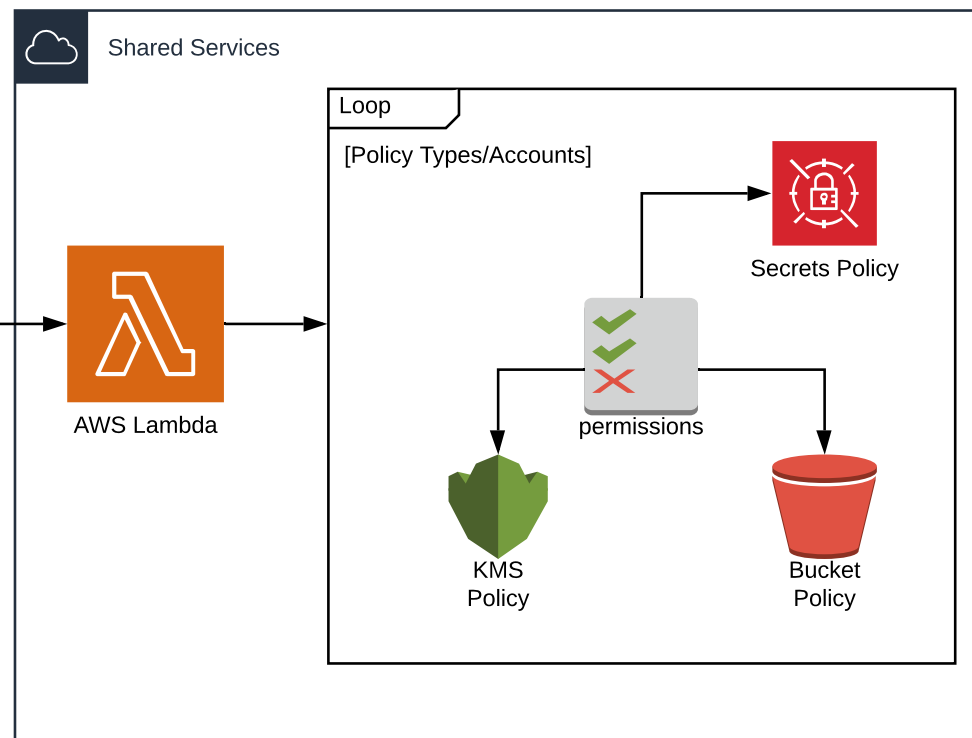 Shared Services
Loop
[Policy Types/Accounts]
Secrets Policy
AWS Lambda
permissions
KMS
Policy
Bucket
Policy